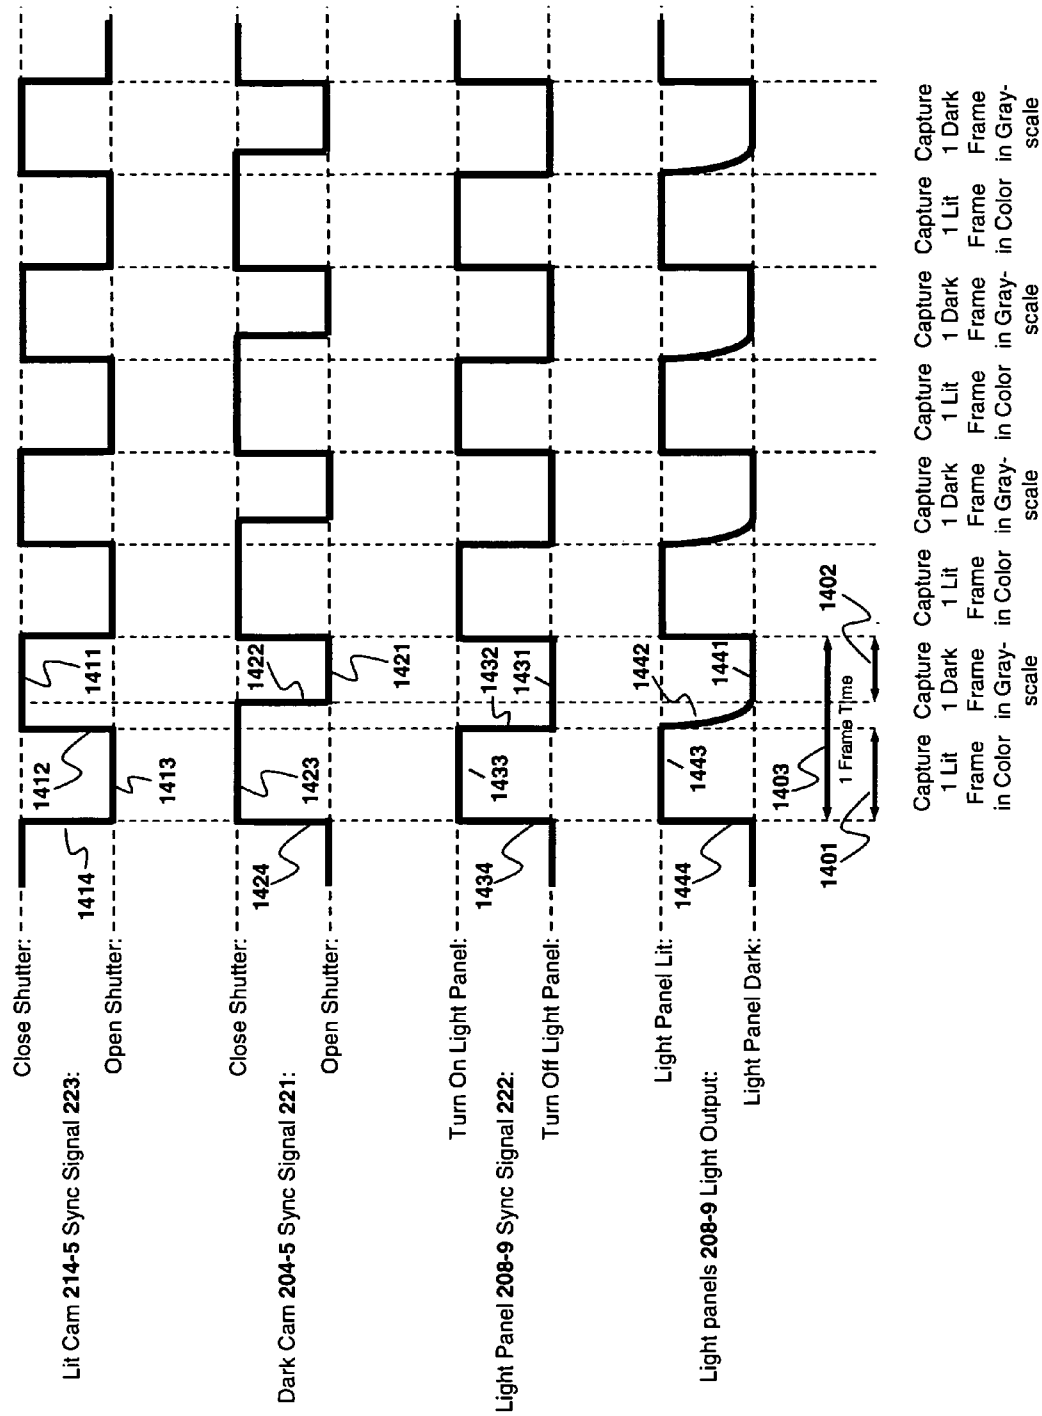 Lit Cam 214-5 Sync Signal 223:
Close Shutter:
Open Shutter:
1414
1412
1413
1411
Dark Cam 204-5 Sync Signal 221:
Close Shutter:
Open Shutter:
1424
1423
1422
1421
Light Panel 208-9 Sync Signal 222:
Turn On Light Panel:
Turn Off Light Panel:
1434
1433
1432
1431
Light panels 208-9 Light Output:
Light Panel Lit:
Light Panel Dark:
1444
1443
1442
1441
1403
1 Frame Time
1401
1402
Capture
1 Lit
Frame
in Color
Capture
1 Dark
Frame
in Gray-
scale
Capture
1 Lit
Frame
in Color
Capture
1 Dark
Frame
in Gray-
scale
Capture
1 Lit
Frame
in Color
Capture
1 Dark
Frame
in Gray-
scale
Capture
1 Lit
Frame
in Color
Capture
1 Dark
Frame
in Gray-
scale